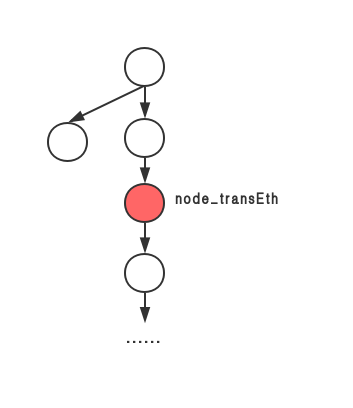 node_transEth
......